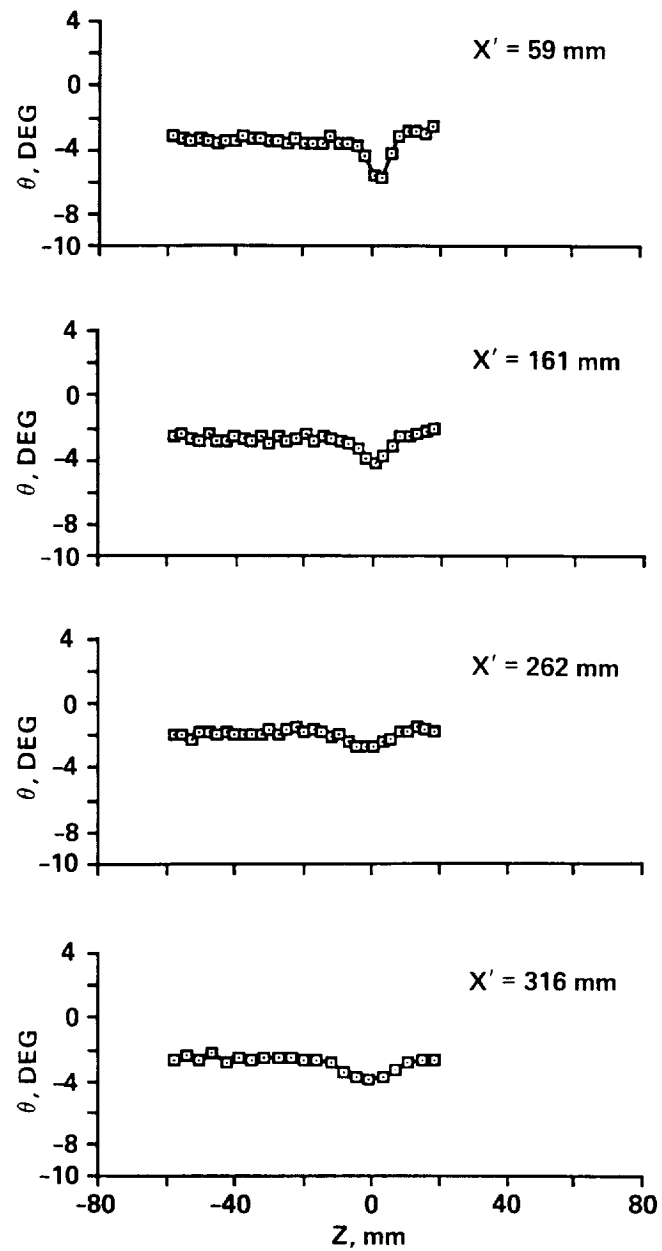 4
X′ = 59 mm
0
θ, DEG
−4
−8
−10
4
X′ = 161 mm
0
θ, DEG
−4
−8
−10
4
X′ = 262 mm
0
θ, DEG
−4
−8
−10
4
X′ = 316 mm
0
θ, DEG
−4
−8
−10
−80 −40 0 40 80
Z, mm